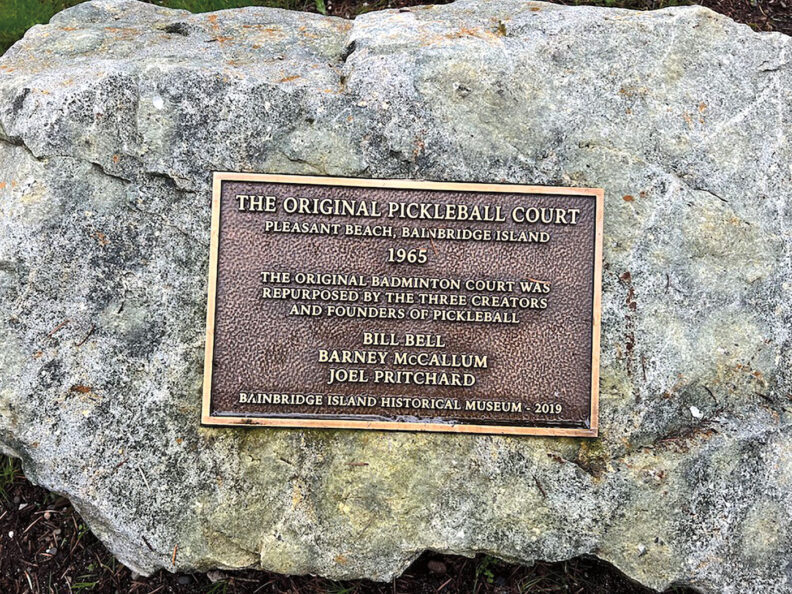 THE ORIGINAL PICKLEBALL COURT
PLEASANT BEACH, BAINBRIDGE ISLAND
1965
THE ORIGINAL BADMINTON COURT WAS
REPURPOSED BY THE THREE CREATORS
AND FOUNDERS OF PICKLEBALL
BILL BELL
BARNEY McCALLUM
JOEL PRITCHARD
BAINBRIDGE ISLAND HISTORICAL MUSEUM - 2019